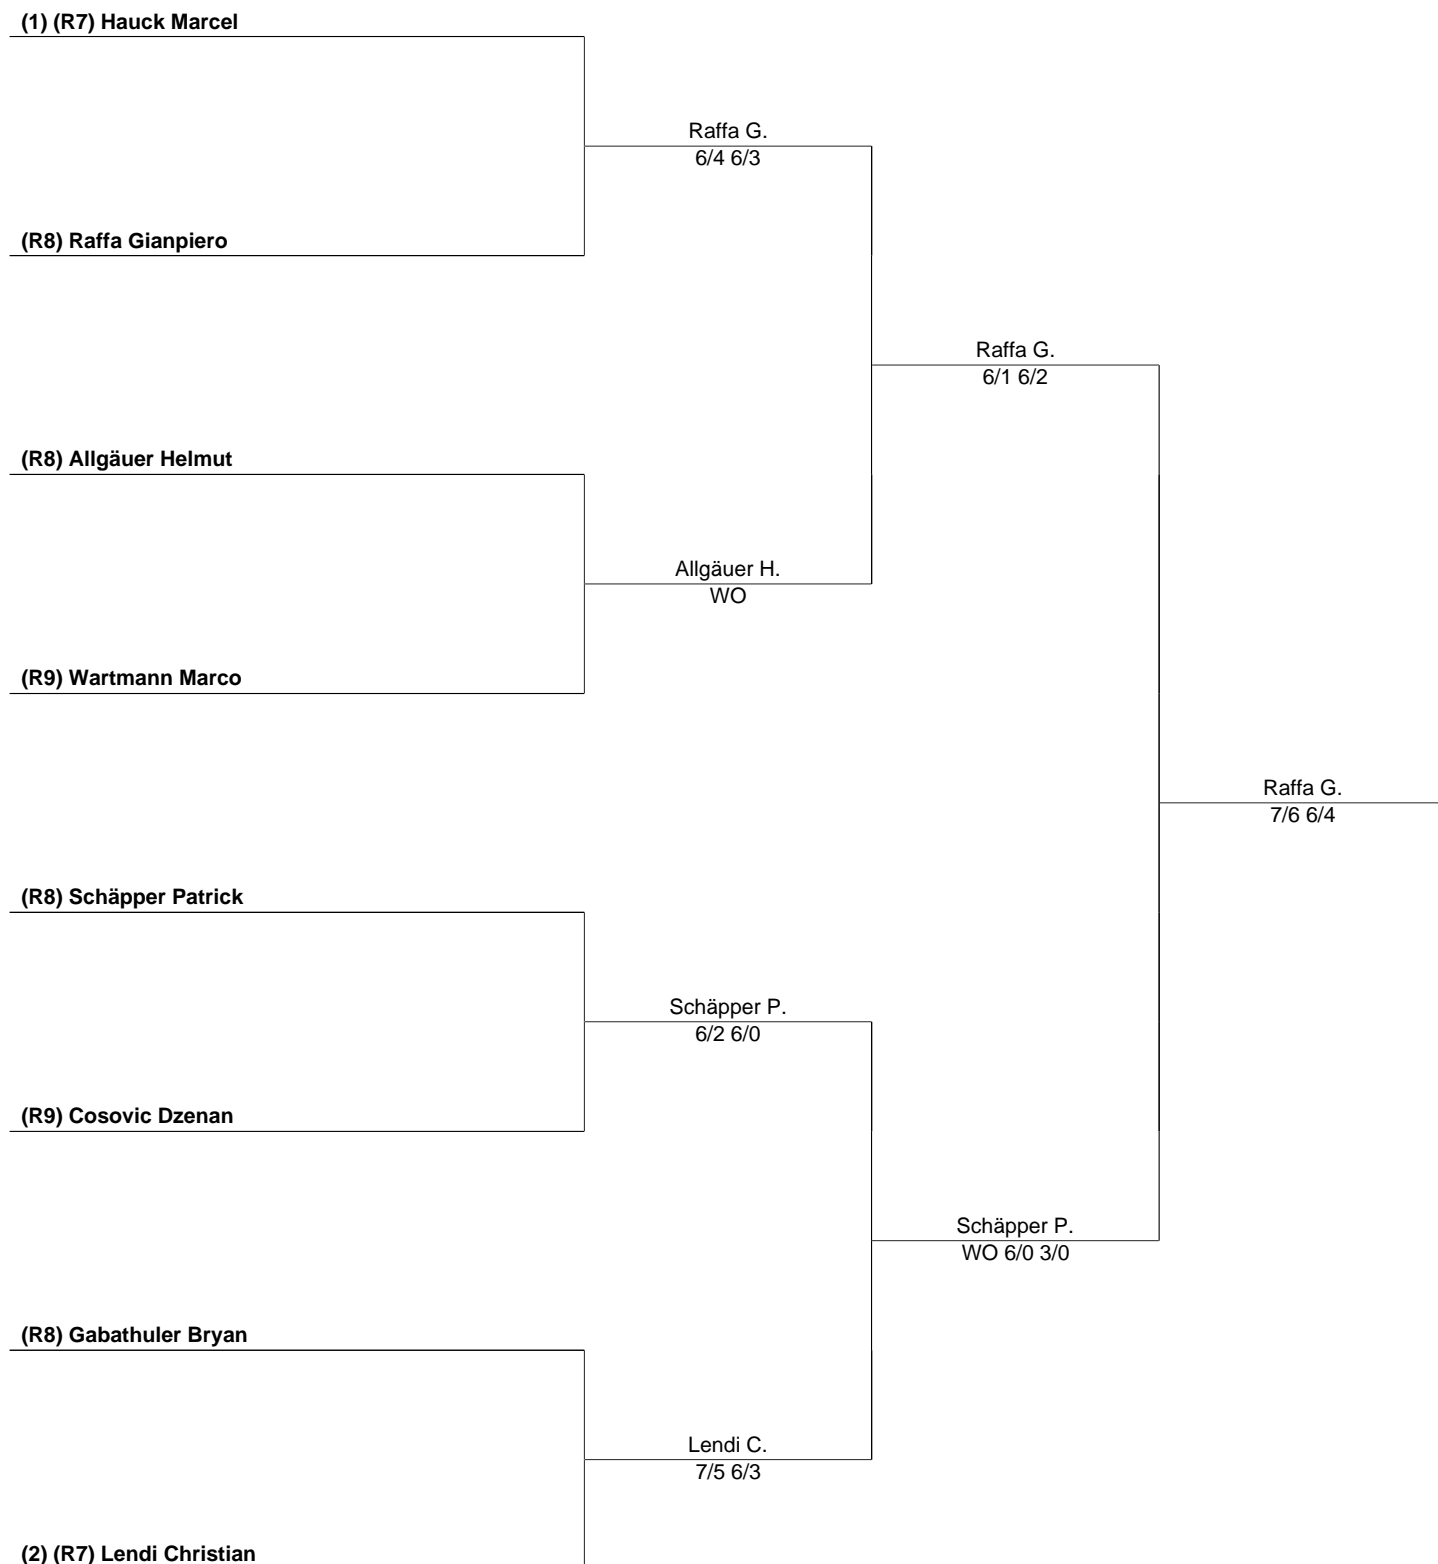 (1) (R7) Hauck Marcel
Raffa G.
6/4 6/3
(R8) Raffa Gianpiero
Raffa G.
6/1 6/2
(R8) Allgäuer Helmut
Allgäuer H.
WO
(R9) Wartmann Marco
Raffa G.
7/6 6/4
(R8) Schäpper Patrick
Schäpper P.
6/2 6/0
(R9) Cosovic Dzenan
Schäpper P.
WO 6/0 3/0
(R8) Gabathuler Bryan
Lendi C.
7/5 6/3
(2) (R7) Lendi Christian